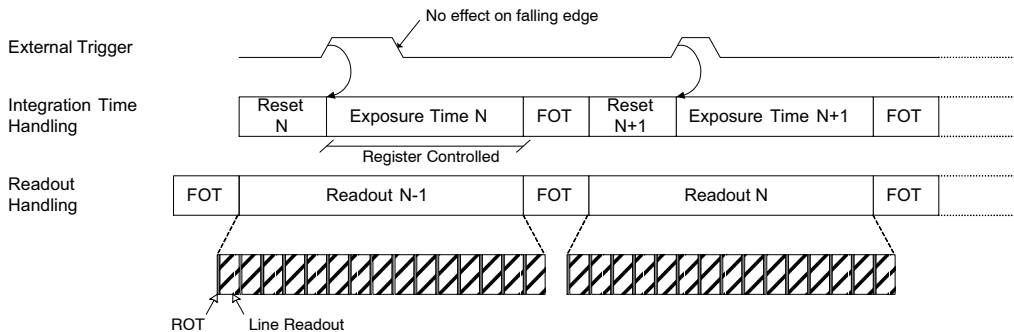 No effect on falling edge
External Trigger
Integration Time
Handling
Reset
N
Exposure Time N
FOT
Reset
N+1
Exposure Time N+1
FOT
Register Controlled
Readout
Handling
FOT
Readout N-1
FOT
Readout N
FOT
ROT
Line Readout